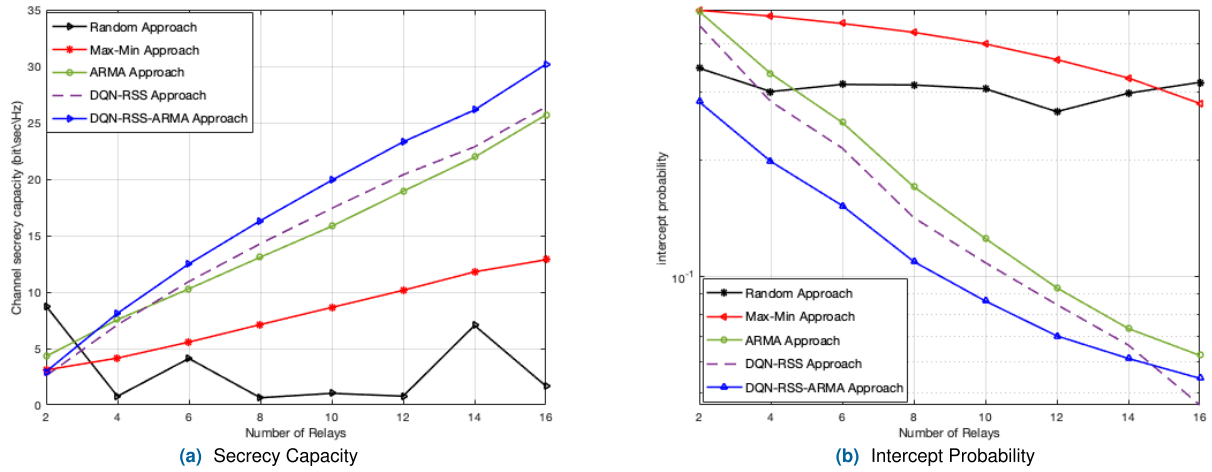 35
30
25
20
15
10
5
0
Channel secrecy capacity (bit\sec\Hz)
Random Approach
Max-Min Approach
ARMA Approach
DQN-RSS Approach
DQN-RSS-ARMA Approach
2 4 6 8 10 12 14 16
Number of Relays
(a) Secrecy Capacity
0.2
10-1
intercept probability
Random Approach
Max-Min Approach
ARMA Approach
DQN-RSS Approach
DQN-RSS-ARMA Approach
2 4 6 8 10 12 14 16
Number of Relays
(b) Intercept Probability